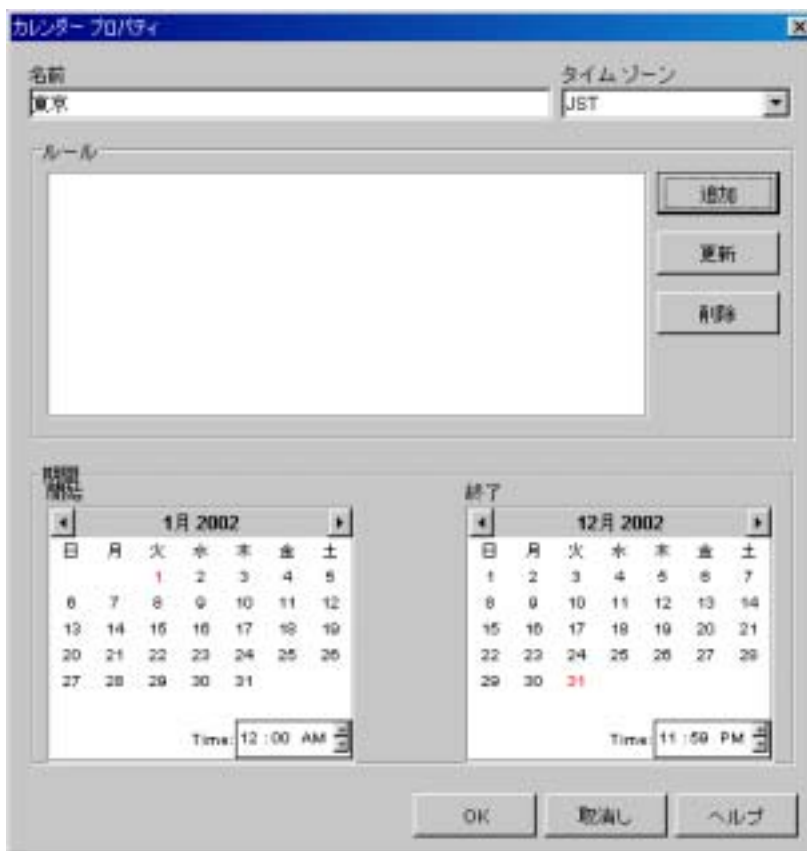 カレンダー プロパティ
名前
タイム ゾーン
東京
JST
ルール
追加
更新
削除
期間
開始
終了
1月 2002
12月 2002
日 月 火 水 木 金 土
1 2 3 4 5
6 7 8 9 10 11 12
13 14 15 16 17 18 19
20 21 22 23 24 25 26
27 28 29 30 31
Time: 12 :00 AM
日 月 火 水 木 金 土
1 2 3 4 5 6 7
8 9 10 11 12 13 14
15 16 17 18 19 20 21
22 23 24 25 26 27 28
29 30 31
Time: 11 :59 PM
OK
取消し
ヘルプ